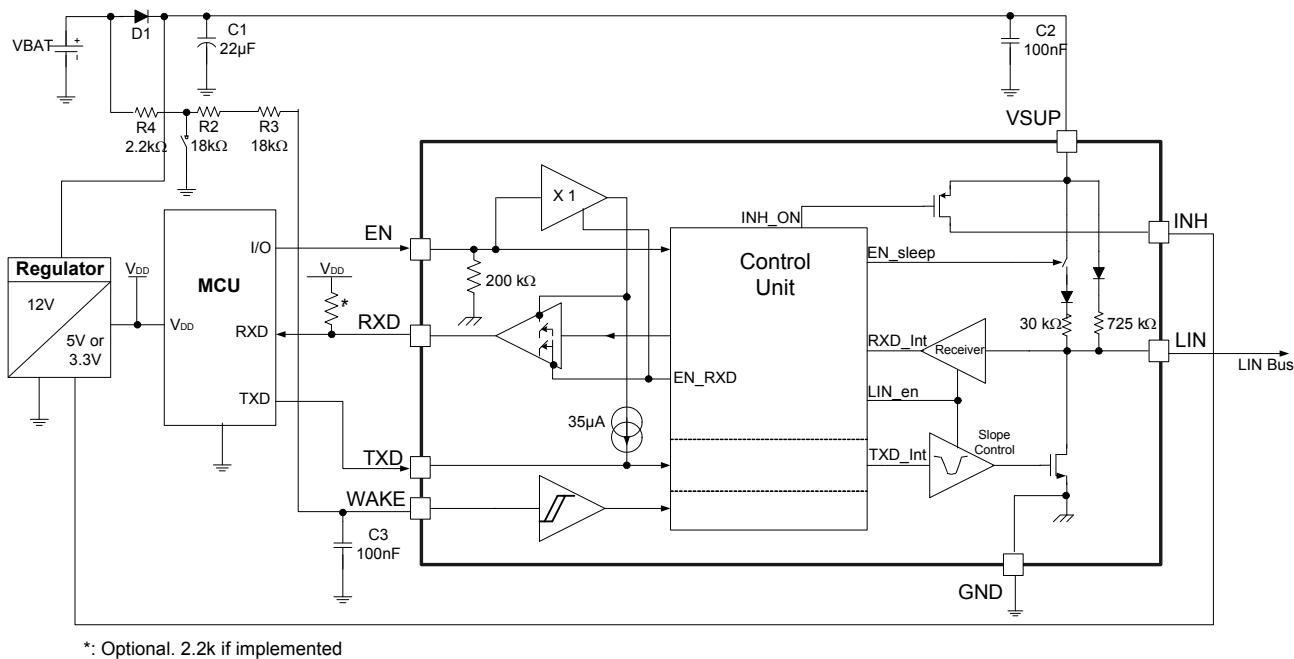 VBAT
+
D1
C1
22µF
C2
100nF
VSUP
R4
2.2kΩ
R2
18kΩ
R3
18kΩ
Regulator
12V
5V or
3.3V
VDD
MCU
I/O
VDD
RXD
TXD
VDD
*
EN
RXD
TXD
WAKE
C3
100nF
X 1
200 kΩ
35µA
INH_ON
Control
Unit
EN_sleep
RXD_Int
EN_RXD
LIN_en
TXD_Int
Receiver
Slope
Control
30 kΩ
725 kΩ
INH
LIN
LIN Bus
GND
*: Optional. 2.2k if implemented